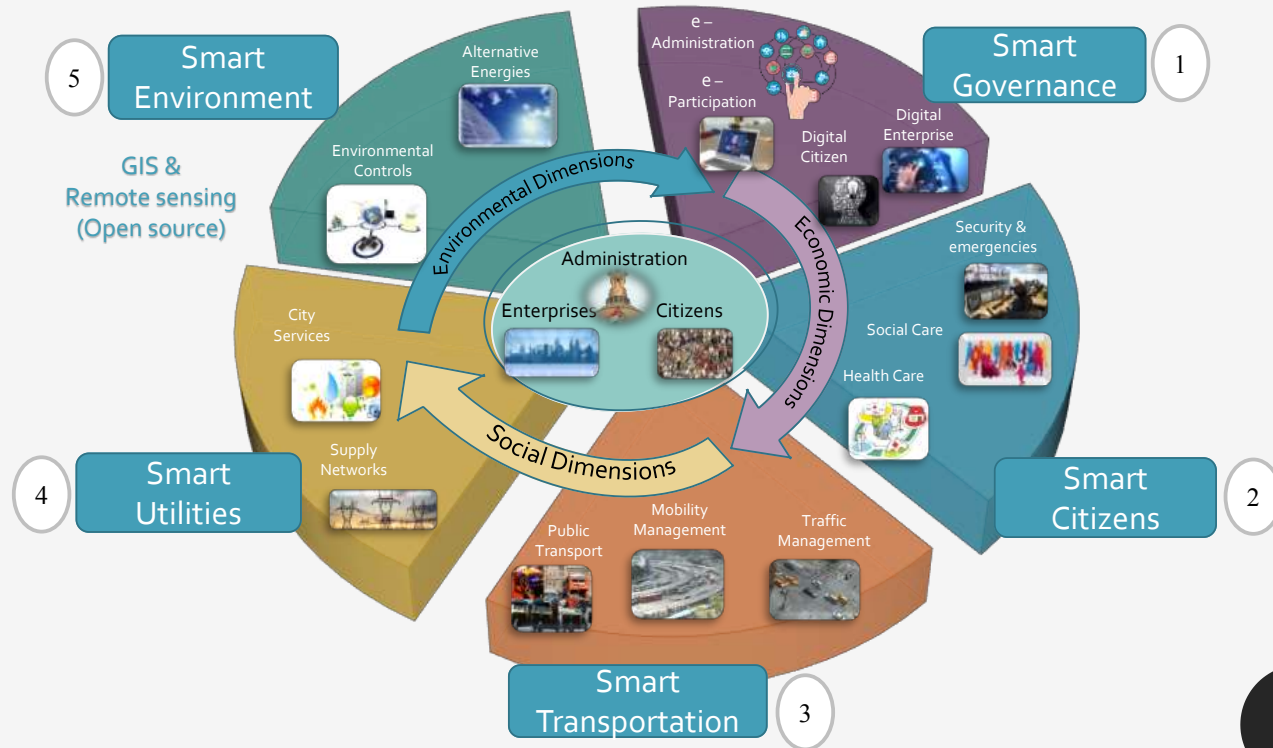 5
Smart
Environment
GIS &
Remote sensing
(Open source)
Alternative
Energies
Environmental
Controls
e –
Administration
e –
Participation
Digital
Citizen
Digital
Enterprise
Smart
Governance
1
Environmental Dimensions
Economic Dimensions
Social Dimensions
Administration
Enterprises
Citizens
Security &
emergencies
Social Care
Health Care
Smart
Citizens
2
City
Services
Supply
Networks
4
Smart
Utilities
Public
Transport
Mobility
Management
Traffic
Management
Smart
Transportation
3